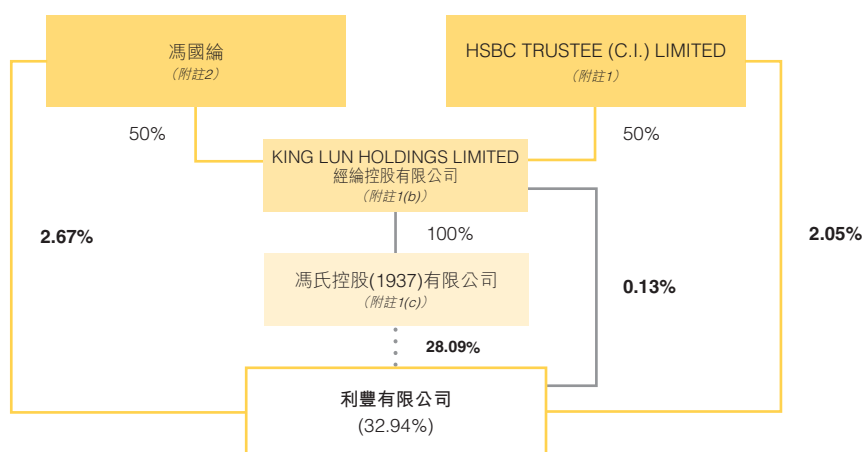 馮國綸
(附註2)
HSBC TRUSTEE (C.I.) LIMITED
(附註1)
50%
50%
KING LUN HOLDINGS LIMITED
經綸控股有限公司
(附註1(b))
2.67%
100%
2.05%
馮氏控股(1937)有限公司
(附註1(c))
0.13%
28.09%
利豐有限公司
(32.94%)